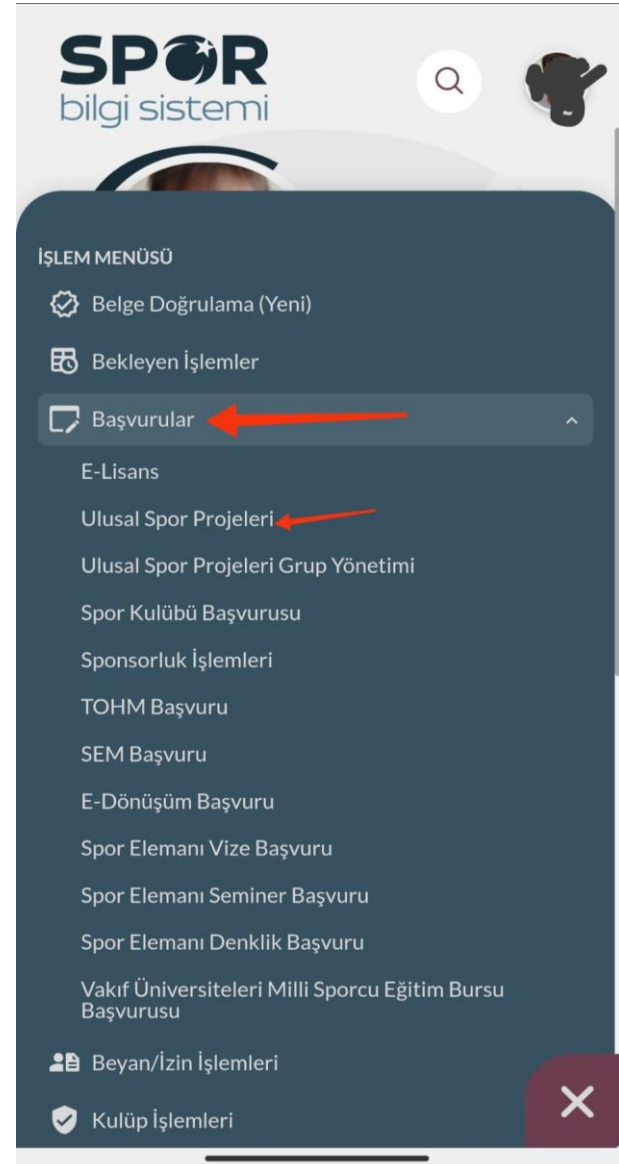 SPOR
bilgi sistemi
İŞLEM MENÜSÜ
Belge Doğrulama (Yeni)
Bekleyen İşlemler
Başvurular
E-Lisans
Ulusal Spor Projeleri
Ulusal Spor Projeleri Grup Yönetimi
Spor Kulübü Başvurusu
Sponsorluk İşlemleri
TOHM Başvuru
SEM Başvuru
E-Dönüşüm Başvuru
Spor Elemanı Vize Başvuru
Spor Elemanı Seminer Başvuru
Spor Elemanı Denklik Başvuru
Vakıf Üniversiteleri Milli Sporcu Eğitim Bursu
Başvurusu
Beyan/İzin İşlemleri
Kulüp İşlemleri